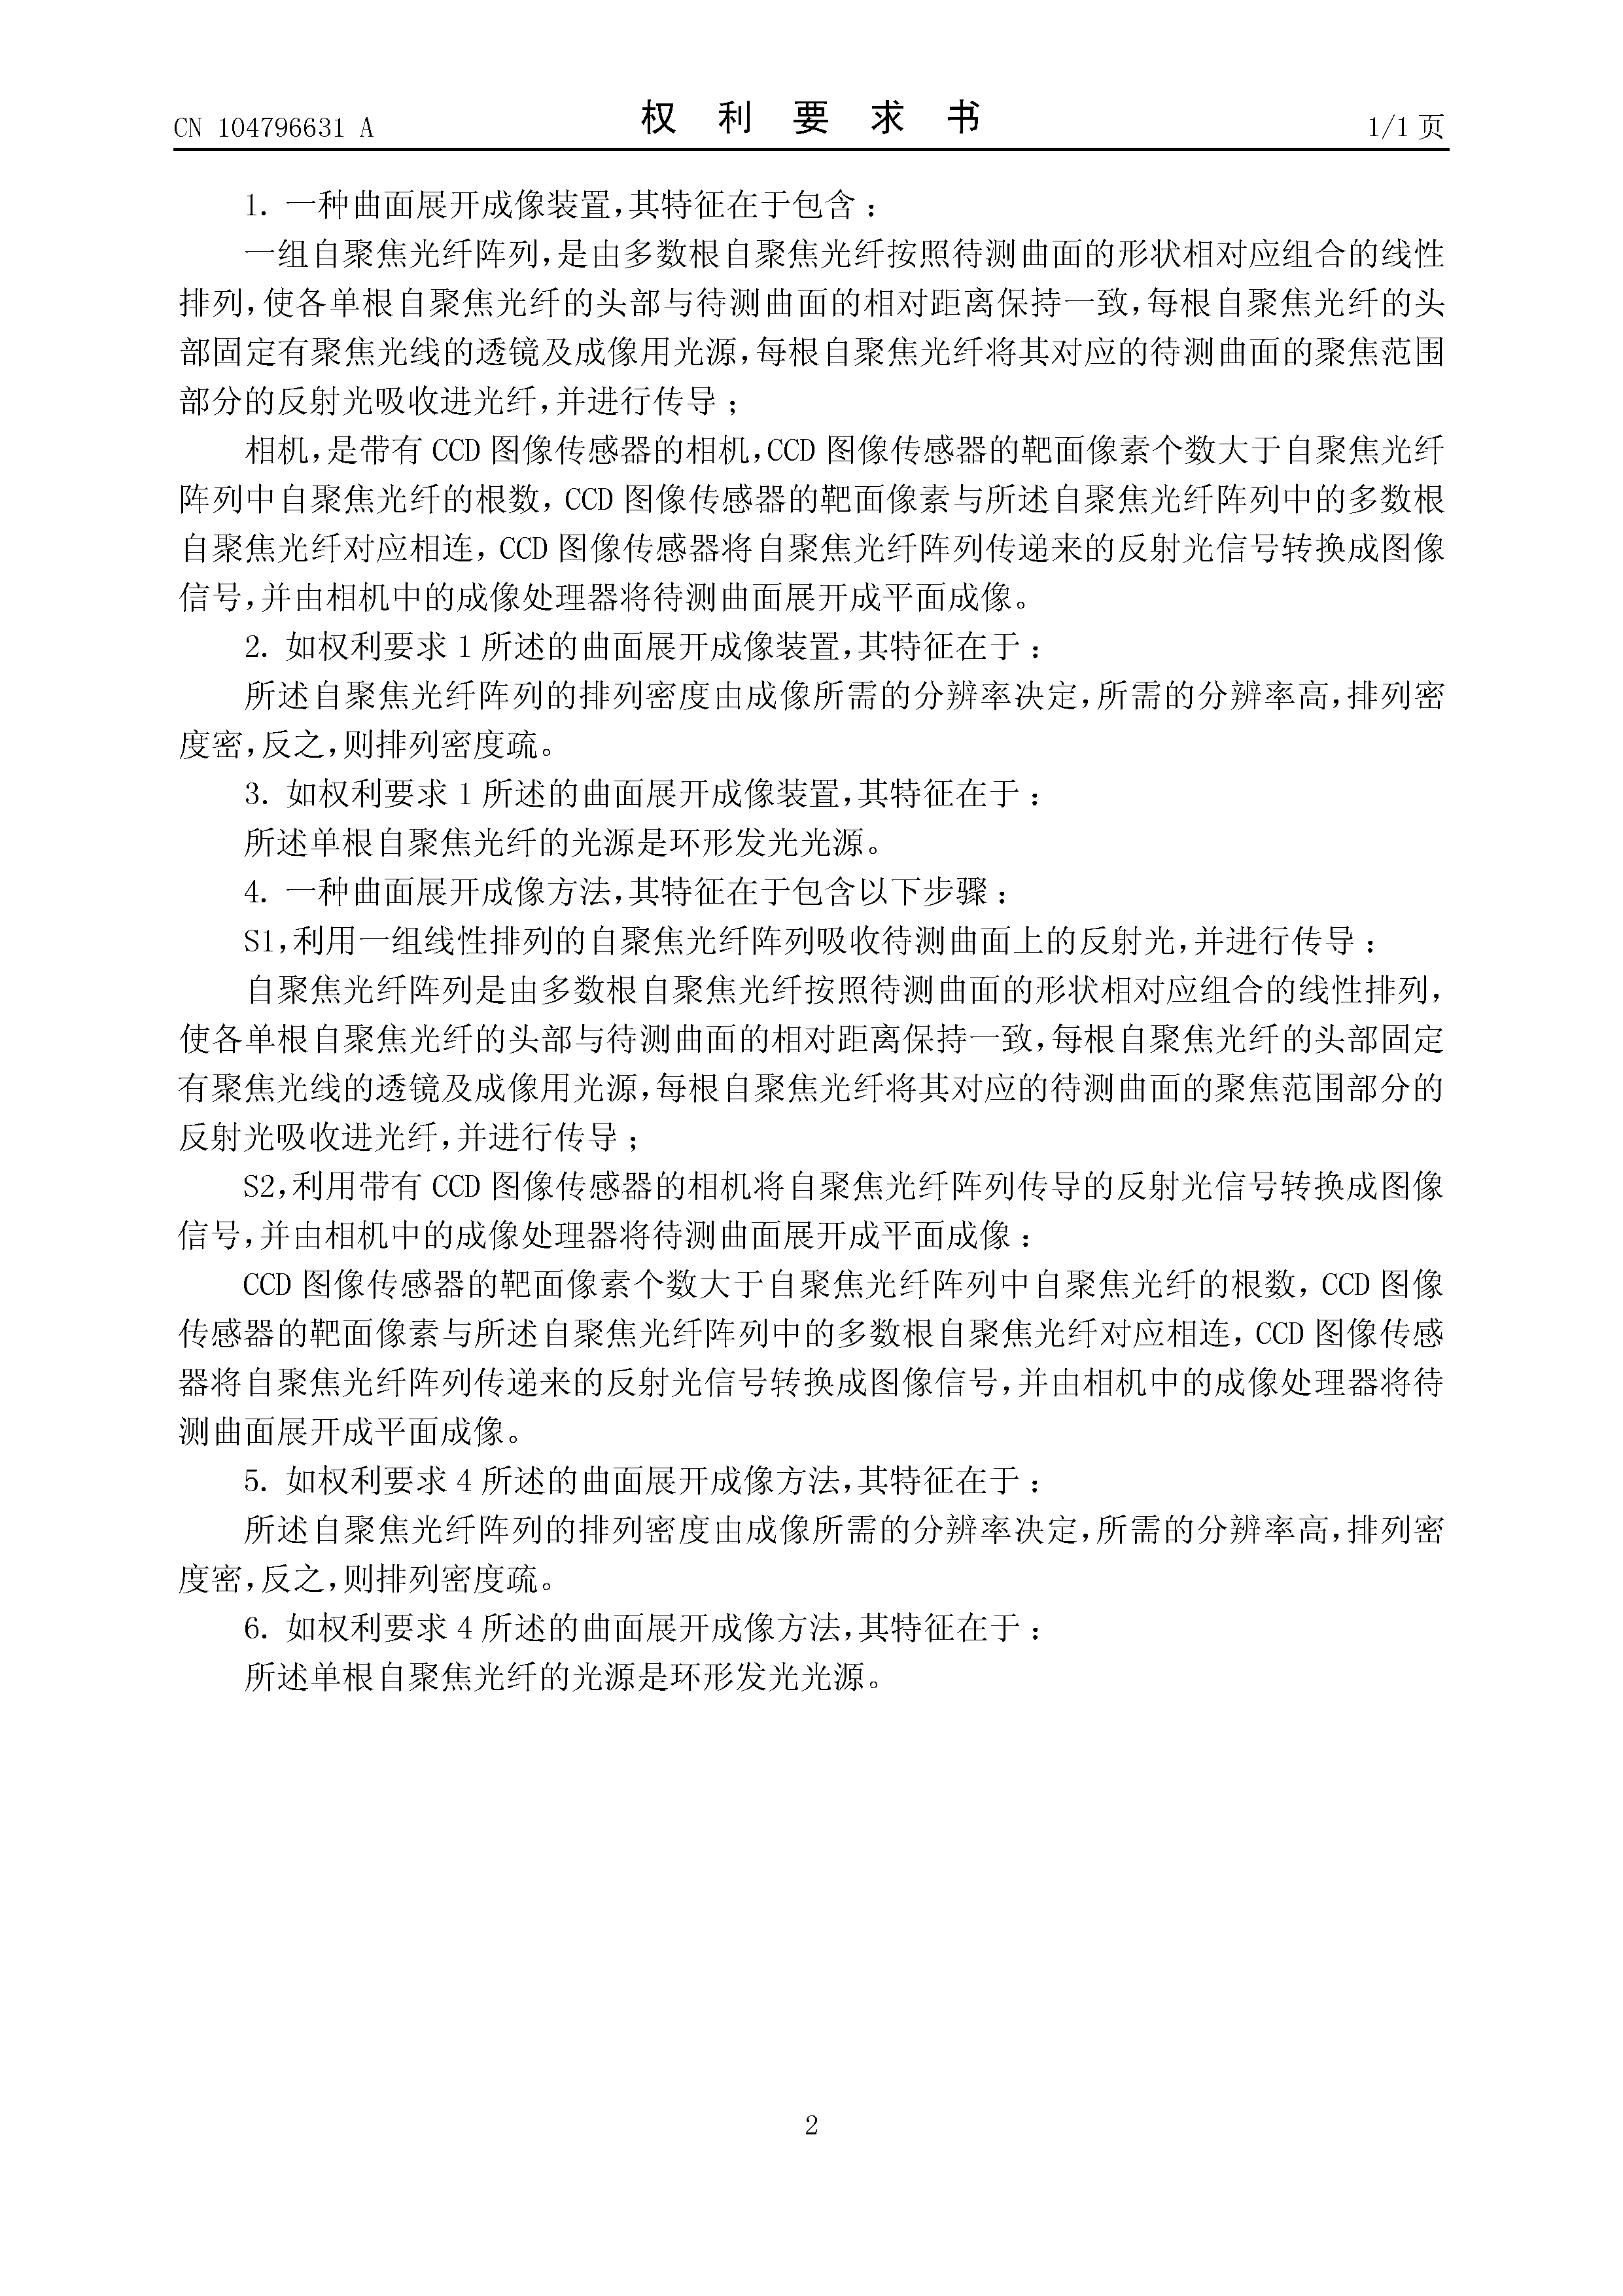 CN 104796631 A
权利要求书
1/1 页
1. 一种曲面展开成像装置,其特征在于包含:
一组自聚焦光纤阵列,是由多数根自聚焦光纤按照待测曲面的形状相对应组合的线性
排列,使各单根自聚焦光纤的头部与待测曲面的相对距离保持一致,每根自聚焦光纤的头
部固定有聚焦光线的透镜及成像用光源,每根自聚焦光纤将其对应的待测曲面的聚焦范围
部分的反射光吸收进光纤,并进行传导;
相机,是带有 CCD 图像传感器的相机,CCD 图像传感器的靶面像素个数大于自聚焦光纤
阵列中自聚焦光纤的根数, CCD 图像传感器的靶面像素与所述自聚焦光纤阵列中的多数根
自聚焦光纤对应相连, CCD 图像传感器将自聚焦光纤阵列传递来的反射光信号转换成图像
信号,并由相机中的成像处理器将待测曲面展开成平面成像。
2. 如权利要求 1 所述的曲面展开成像装置,其特征在于:
所述自聚焦光纤阵列的排列密度由成像所需的分辨率决定,所需的分辨率高,排列密
度密,反之,则排列密度疏。
3. 如权利要求 1 所述的曲面展开成像装置,其特征在于:
所述单根自聚焦光纤的光源是环形发光光源。
4. 一种曲面展开成像方法,其特征在于包含以下步骤:
S1,利用一组线性排列的自聚焦光纤阵列吸收待测曲面上的反射光,并进行传导:
自聚焦光纤阵列是由多数根自聚焦光纤按照待测曲面的形状相对应组合的线性排列,
使各单根自聚焦光纤的头部与待测曲面的相对距离保持一致,每根自聚焦光纤的头部固定
有聚焦光线的透镜及成像用光源,每根自聚焦光纤将其对应的待测曲面的聚焦范围部分的
反射光吸收进光纤,并进行传导;
S2,利用带有 CCD 图像传感器的相机将自聚焦光纤阵列传导的反射光信号转换成图像
信号,并由相机中的成像处理器将待测曲面展开成平面成像:
CCD 图像传感器的靶面像素个数大于自聚焦光纤阵列中自聚焦光纤的根数, CCD 图像
传感器的靶面像素与所述自聚焦光纤阵列中的多数根自聚焦光纤对应相连, CCD 图像传感
器将自聚焦光纤阵列传递来的反射光信号转换成图像信号,并由相机中的成像处理器将待
测曲面展开成平面成像。
5. 如权利要求 4 所述的曲面展开成像方法,其特征在于:
所述自聚焦光纤阵列的排列密度由成像所需的分辨率决定,所需的分辨率高,排列密
度密,反之,则排列密度疏。
6. 如权利要求 4 所述的曲面展开成像方法,其特征在于:
所述单根自聚焦光纤的光源是环形发光光源。
2